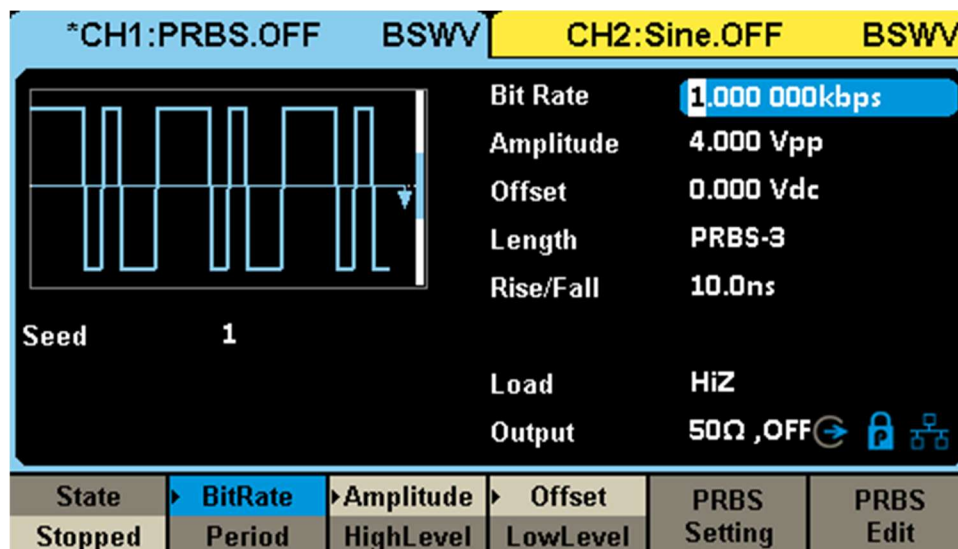 *CH1:PRBS.OFF BSWV CH2:Sine.OFF BSWV
Bit Rate 1.000 000kbps
Amplitude 4.000 Vpp
Offset 0.000 Vdc
Length PRBS-3
Rise/Fall 10.0ns
Seed 1
Load HiZ
Output 50Ω ,OFF P
State BitRate Amplitude Offset PRBS PRBS
Stopped Period HighLevel LowLevel Setting Edit